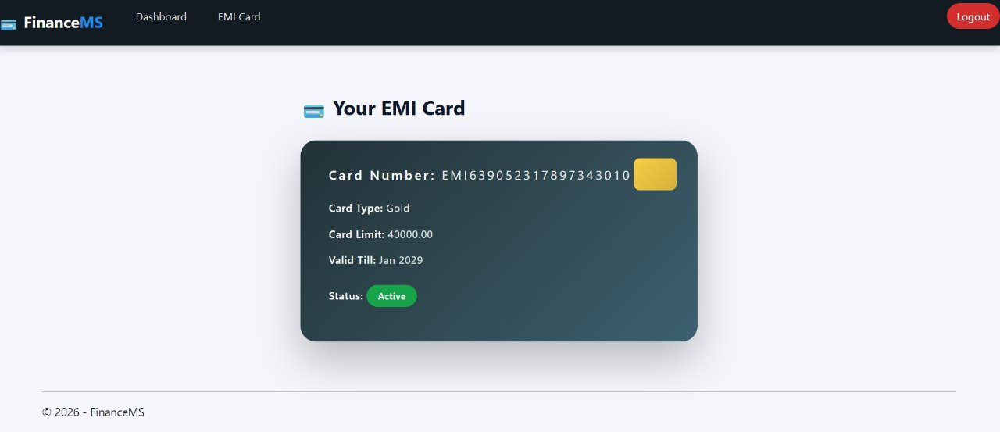 FinanceMS Dashboard EMI Card Logout
Your EMI Card
Card Number: EMI639052317897343010
Card Type: Gold
Card Limit: 40000.00
Valid Till: Jan 2029
Status: Active
© 2026 - FinanceMS